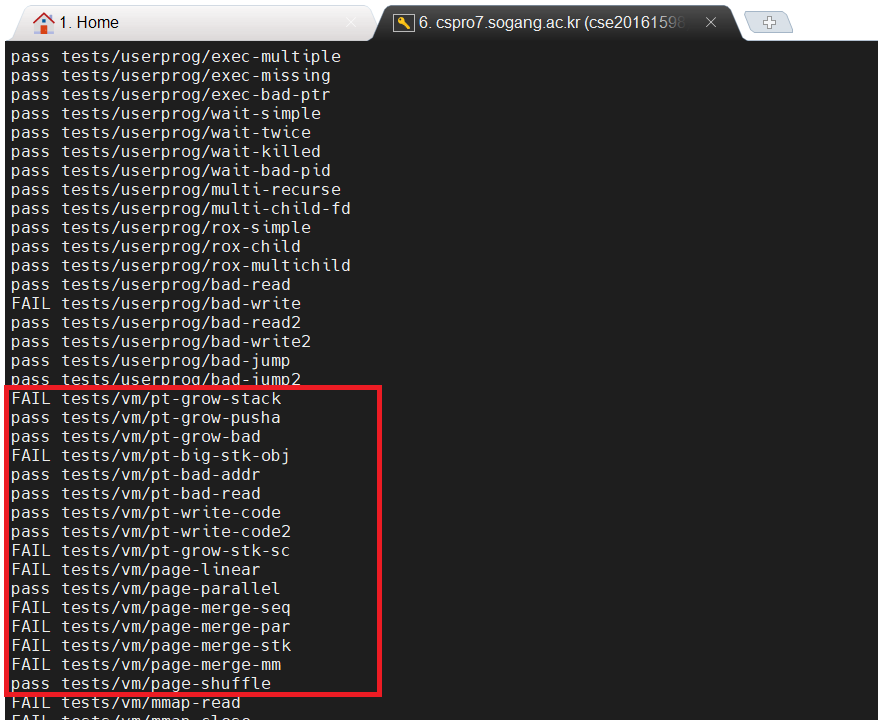 1. Home
6. cspro7.sogang.ac.kr (cse20161598
pass tests/userprog/exec-multiple
pass tests/userprog/exec-missing
pass tests/userprog/exec-bad-ptr
pass tests/userprog/wait-simple
pass tests/userprog/wait-twice
pass tests/userprog/wait-killed
pass tests/userprog/wait-bad-pid
pass tests/userprog/multi-recurse
pass tests/userprog/multi-child-fd
pass tests/userprog/rox-simple
pass tests/userprog/rox-child
pass tests/userprog/rox-multichild
pass tests/userprog/bad-read
FAIL tests/userprog/bad-write
pass tests/userprog/bad-read2
pass tests/userprog/bad-write2
pass tests/userprog/bad-jump
pass tests/userprog/bad-jump2
FAIL tests/vm/pt-grow-stack
pass tests/vm/pt-grow-pusha
pass tests/vm/pt-grow-bad
FAIL tests/vm/pt-big-stk-obj
pass tests/vm/pt-bad-addr
pass tests/vm/pt-bad-read
pass tests/vm/pt-write-code
pass tests/vm/pt-write-code2
FAIL tests/vm/pt-grow-stk-sc
FAIL tests/vm/page-linear
pass tests/vm/page-parallel
FAIL tests/vm/page-merge-seq
FAIL tests/vm/page-merge-par
FAIL tests/vm/page-merge-stk
FAIL tests/vm/page-merge-mm
pass tests/vm/page-shuffle
FAIL tests/vm/mmap-read
FAIL tests/vm/mmap-close